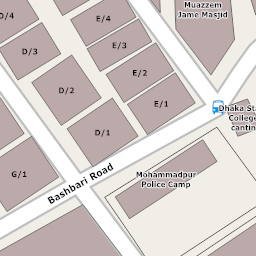 D/4
E/4
Muazzem
Jame Masjid
D/3
E/3
E/2
D/2
E/1
Dhaka Sta
College
cantin
D/1
G/1
Mohammadpur
Police Camp
Bashbari Road